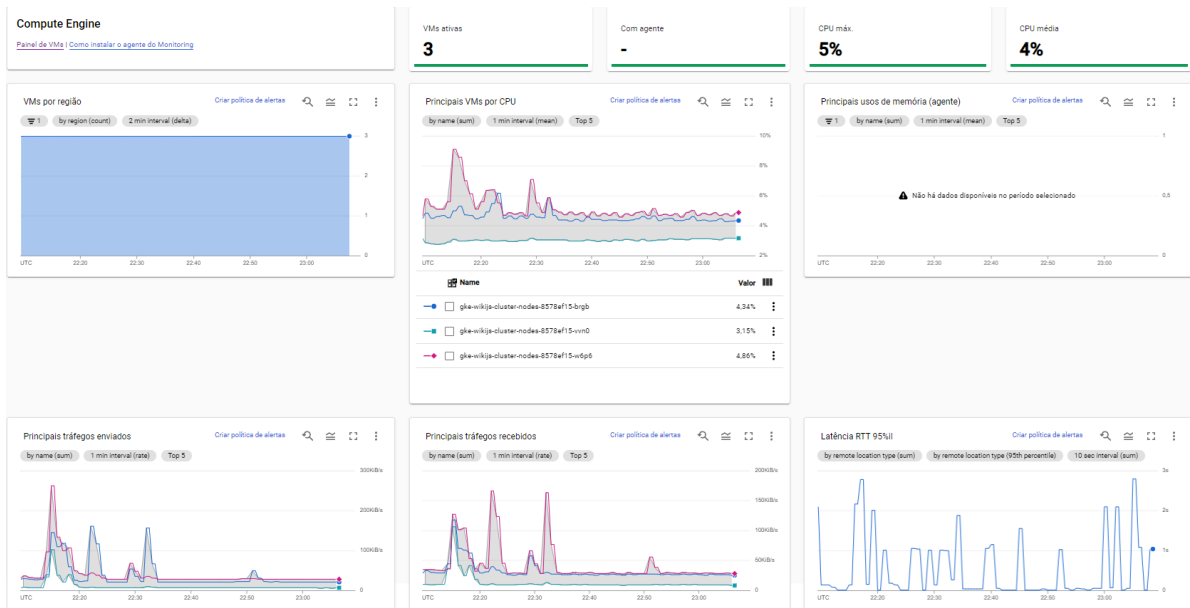 Compute Engine
Painel de VMs | Como instalar o agente do Monitoring
VMs ativas
3
Com agente
-
CPU máx.
5%
CPU média
4%
VMs por região
Criar política de alertas
1
by region (count)
2 min interval (delta)
3
2
1
0
UTC 22:20 22:30 22:40 22:50 23:00
Principais VMs por CPU
Criar política de alertas
by name (sum)
1 min interval (mean)
Top 5
10%
8%
6%
4%
2%
UTC 22:20 22:30 22:40 22:50 23:00
Name Valor
gke-wikijs-cluster-nodes-8578ef15-brgb 4,34%
gke-wikijs-cluster-nodes-8578ef15-vvn0 3,15%
gke-wikijs-cluster-nodes-8578ef15-w6p6 4,86%
Principais usos de memória (agente)
Criar política de alertas
1
by name (sum)
1 min interval (mean)
Top 5
1
Não há dados disponíveis no período selecionado
0,5
0
UTC 22:20 22:30 22:40 22:50 23:00
Principais tráfegos enviados
Criar política de alertas
by name (sum)
1 min interval (rate)
Top 5
300KiB/s
200KiB/s
100KiB/s
0
UTC 22:20 22:30 22:40 22:50 23:00
Principais tráfegos recebidos
Criar política de alertas
by name (sum)
1 min interval (rate)
Top 5
200KiB/s
150KiB/s
100KiB/s
50KiB/s
0
UTC 22:20 22:30 22:40 22:50 23:00
Latência RTT 95%il
Criar política de alertas
by remote location type (sum)
by remote location type (95th percentile)
10 sec interval (sum)
3s
2s
1s
0
UTC 22:20 22:30 22:40 22:50 23:00